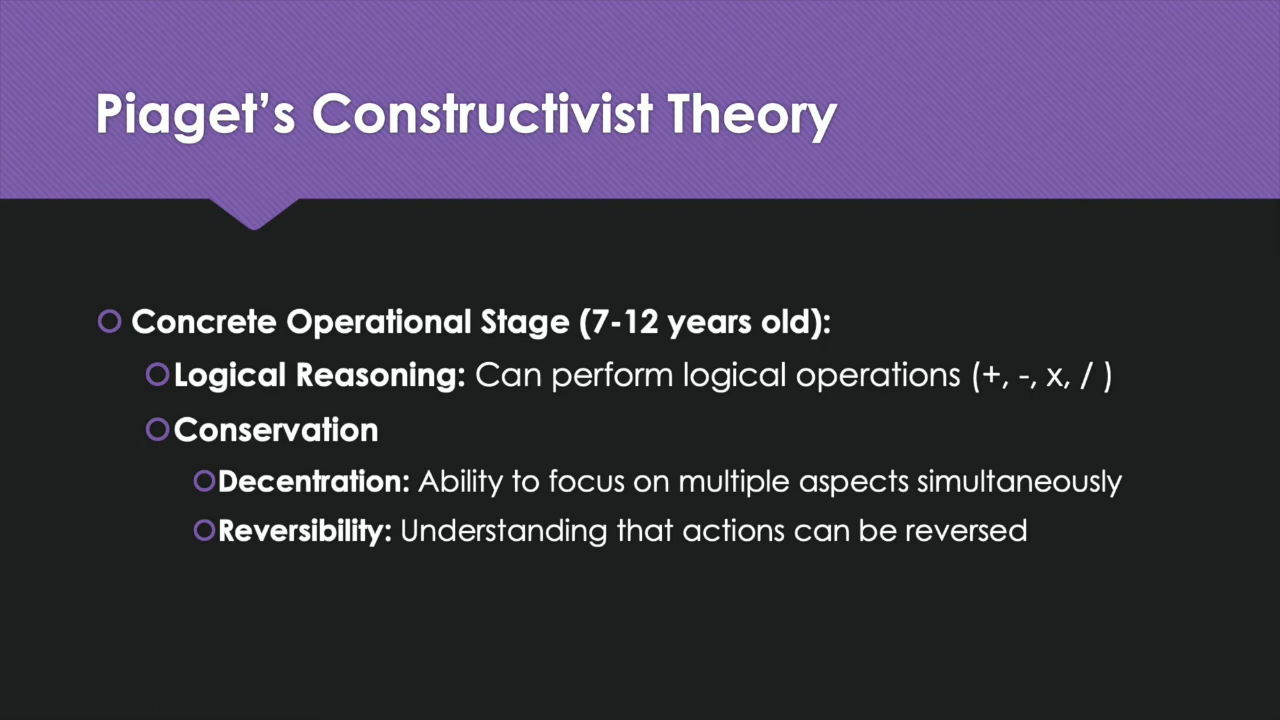 Piaget’s Constructivist Theory
Concrete Operational Stage (7-12 years old):
Logical Reasoning: Can perform logical operations (+, -, x, / )
Conservation
Decentration: Ability to focus on multiple aspects simultaneously
Reversibility: Understanding that actions can be reversed